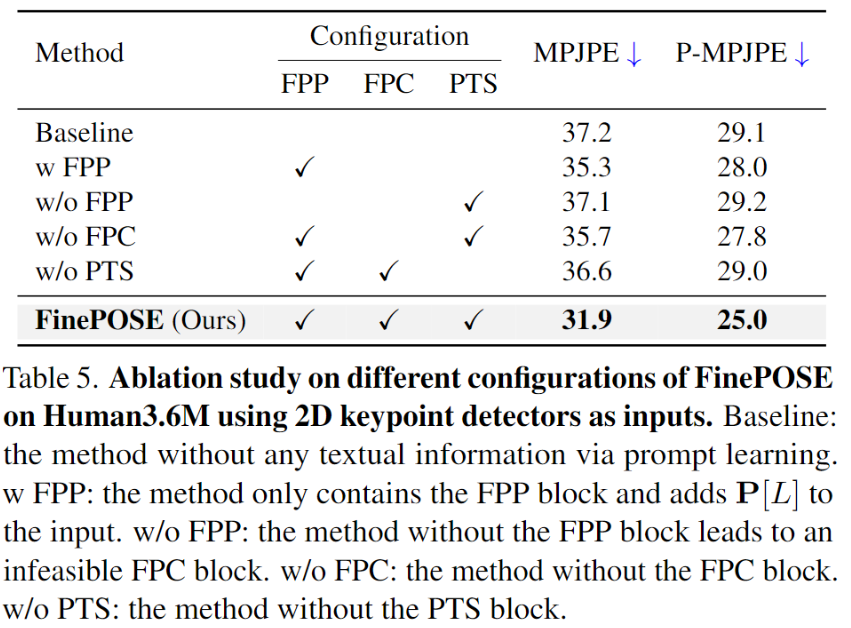 Method Configuration MPJPE ↓ P-MPJPE ↓
FPP FPC PTS
Baseline 37.2 29.1
w FPP ✓ 35.3 28.0
w/o FPP ✓ 37.1 29.2
w/o FPC ✓ ✓ 35.7 27.8
w/o PTS ✓ ✓ 36.6 29.0
FinePOSE (Ours) ✓ ✓ ✓ 31.9 25.0
Table 5. Ablation study on different configurations of FinePOSE
on Human3.6M using 2D keypoint detectors as inputs. Baseline:
the method without any textual information via prompt learning.
w FPP: the method only contains the FPP block and adds P[L] to
the input. w/o FPP: the method without the FPP block leads to an
infeasible FPC block. w/o FPC: the method without the FPC block.
w/o PTS: the method without the PTS block.